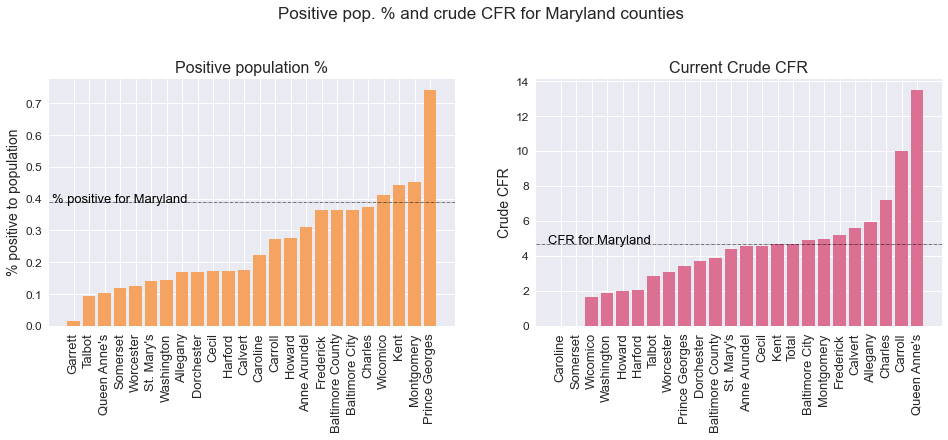 Positive pop. % and crude CFR for Maryland counties
Positive population %
% positive to population
0.7
0.6
0.5
0.4
0.3
0.2
0.1
0.0
% positive for Maryland
Garrett
Talbot
Queen Anne's
Somerset
Worcester
St. Mary's
Washington
Allegany
Dorchester
Cecil
Harford
Calvert
Caroline
Carroll
Howard
Anne Arundel
Frederick
Baltimore County
Baltimore City
Charles
Wicomico
Kent
Montgomery
Prince Georges
Current Crude CFR
Crude CFR
14
12
10
8
6
4
2
0
CFR for Maryland
Caroline
Somerset
Wicomico
Washington
Howard
Harford
Talbot
Worcester
Prince Georges
Dorchester
Baltimore County
St. Mary's
Anne Arundel
Cecil
Kent
Total
Baltimore City
Montgomery
Frederick
Calvert
Allegany
Charles
Carroll
Queen Anne's